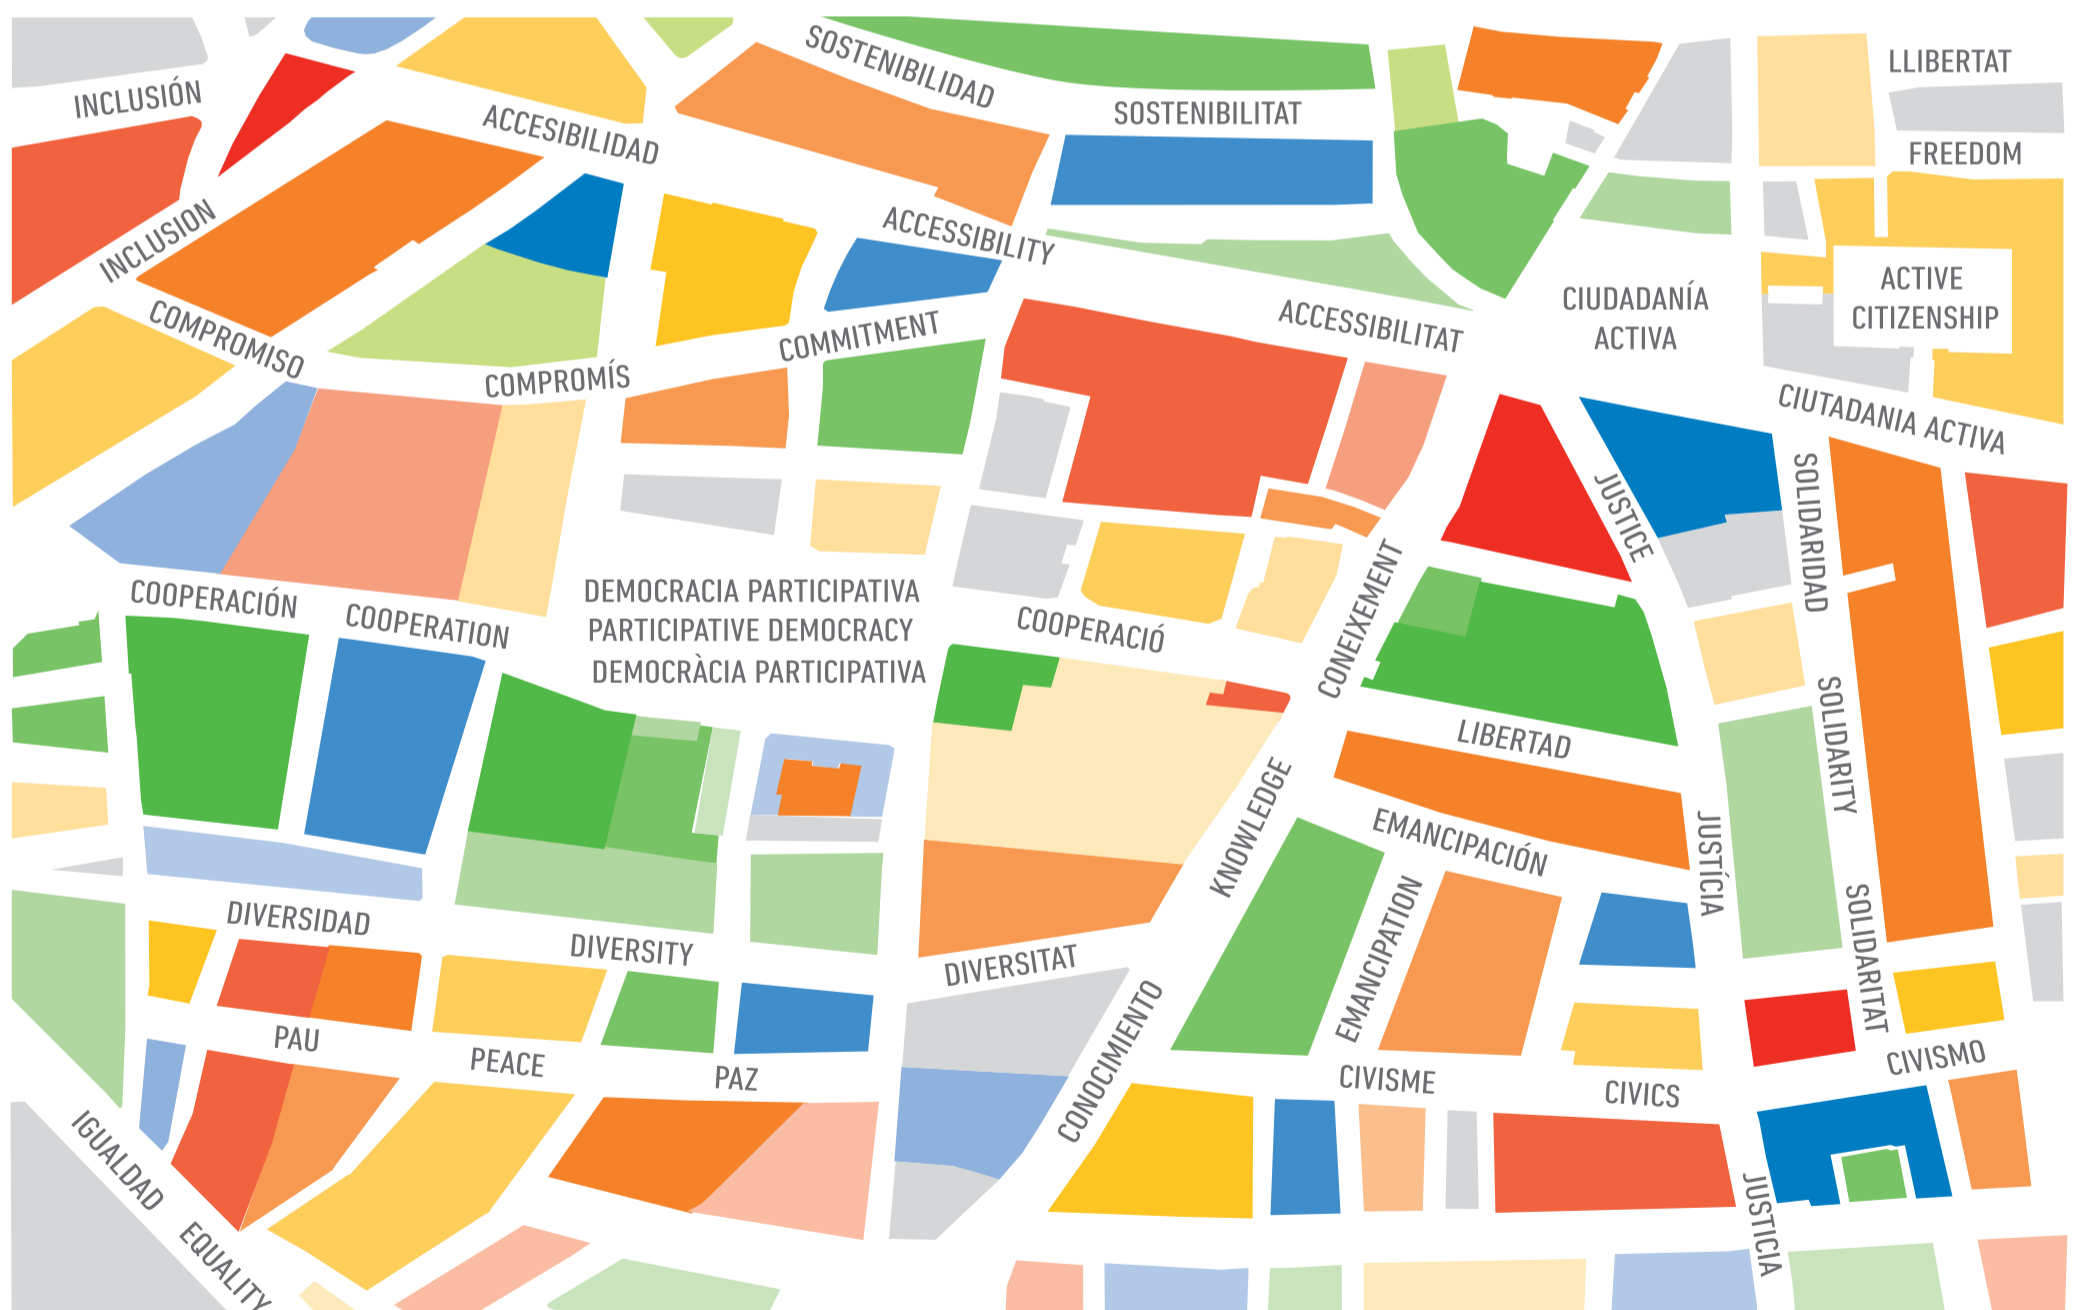 SOSTENIBILIDAD
LLIBERTAT
INCLUSIÓN
SOSTENIBILITAT
ACCESIBILIDAD
FREEDOM
INCLUSION
ACCESSIBILITY
CIUDADANÍA
ACTIVA
ACTIVE
CITIZENSHIP
COMPROMISO
COMMITMENT
ACCESSIBILITAT
COMPROMÍS
CIUTADANIA ACTIVA
JUSTICE
SOLIDARIDAD
COOPERACIÓN
COOPERATION
DEMOCRACIA PARTICIPATIVA
PARTICIPATIVE DEMOCRACY
DEMOCRÀCIA PARTICIPATIVA
COOPERACIÓ
CONEIXEMENT
LIBERTAD
SOLIDARITY
KNOWLEDGE
EMANCIPACIÓN
JUSTÍCIA
DIVERSIDAD
DIVERSITY
DIVERSITAT
EMANCIPATION
SOLIDARITAT
PAU
PEACE
PAZ
CONOCIMIENTO
CIVISME
CIVICS
CIVISMO
IGUALDAD
EQUALITY
JUSTICIA